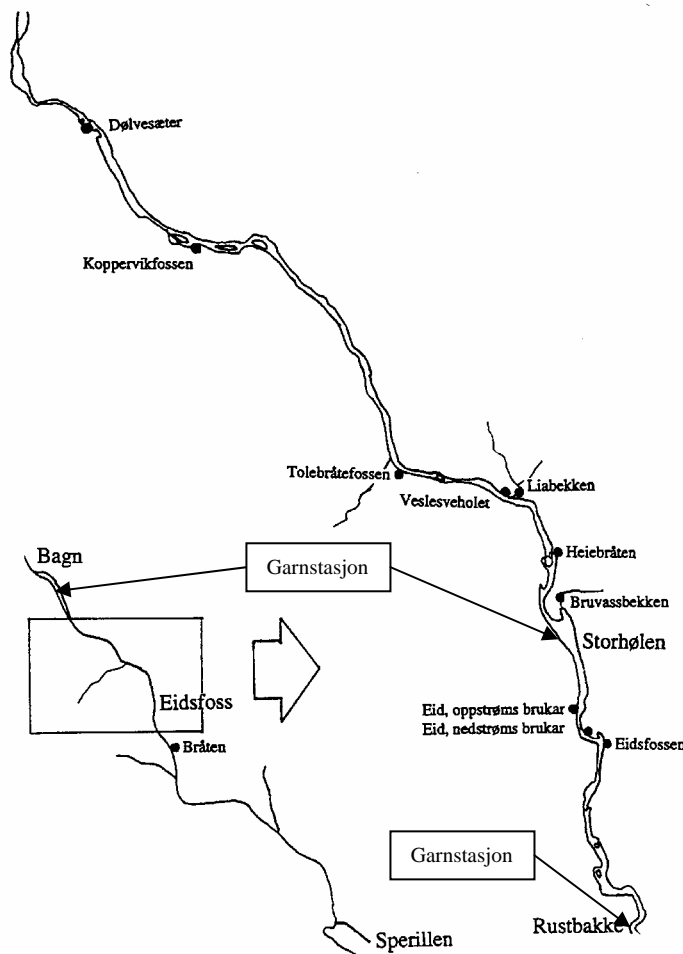 Dølvesæter
Koppervikfossen
Tolebråtefossen
Liabekken
Veslesveholet
Bagn
Garnstasjon
Heiebråten
Bruvassbekken
Storhølen
Eidsfoss
Eid, oppstrøms brukar
Eid, nedstrøms brukar
Bråten
Eidsfossen
Garnstasjon
Rustbakke
Sperillen